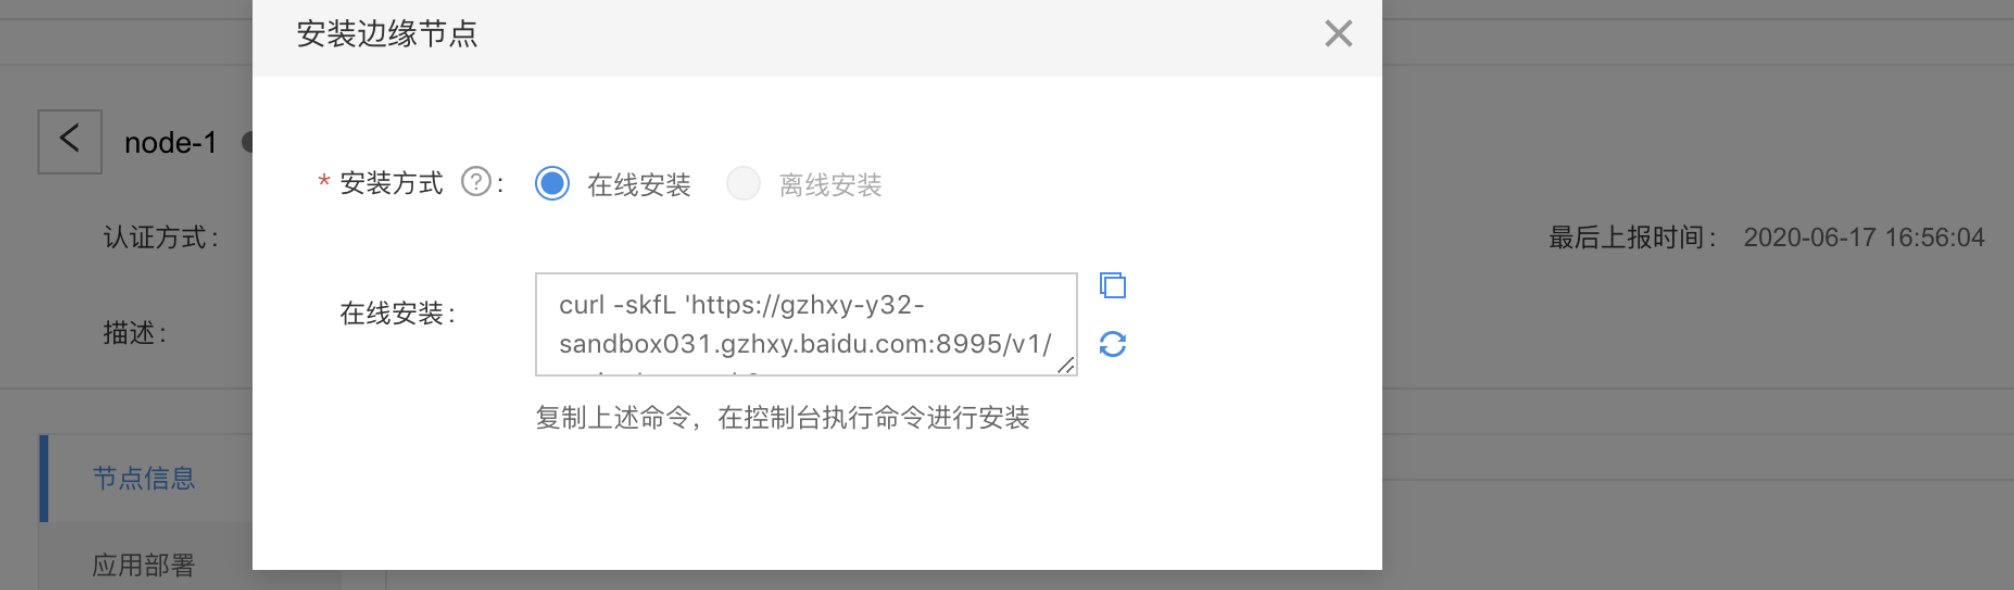 安装边缘节点
node-1
* 安装方式 ? : 在线安装 离线安装
认证方式 :
最后上报时间 : 2020-06-17 16:56:04
在线安装 : curl -skfL 'https://gzhxy-y32-
sandbox031.gzhxy.baidu.com:8995/v1/
描述 :
复制上述命令，在控制台执行命令进行安装
节点信息
应用部署